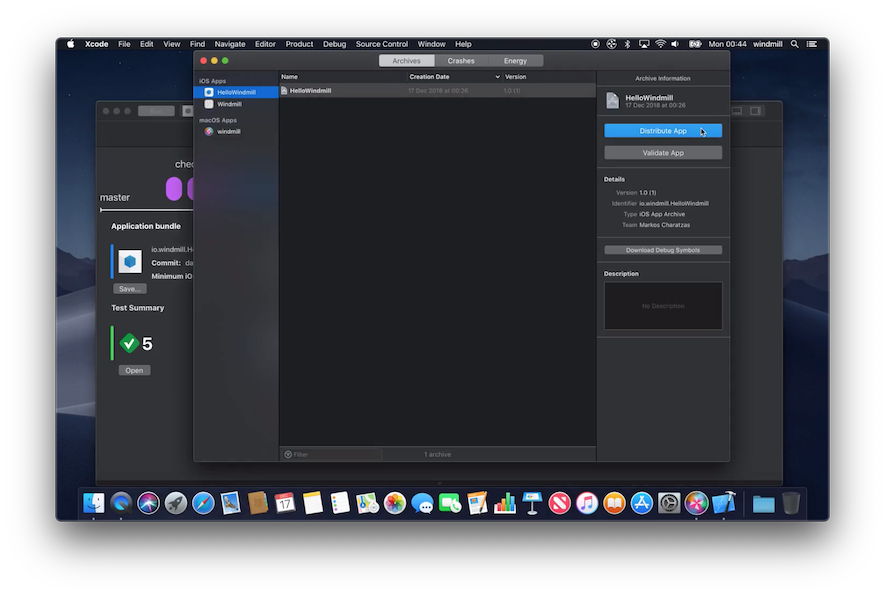 Xcode File Edit View Find Navigate Editor Product Debug Source Control Window Help Mon 00:44 windmill
Archives Crashes Energy
iOS Apps
HelloWindmill
Windmill
macOS Apps
windmill
Name Creation Date Version
HelloWindmill 17 Dec 2018 at 00:26 1.0 (1)
Filter
1 archive
Archive Information
HelloWindmill
17 Dec 2018 at 00:26
Distribute App
Validate App
Details
Version 1.0 (1)
Identifier io.windmill.HelloWindmill
Type iOS App Archive
Team Markos Charatzas
Download Debug Symbols
Description
No Description
chec
master
Application bundle
io.windmill.He
Commit: da
Minimum iO
Save...
Test Summary
5
Open
17